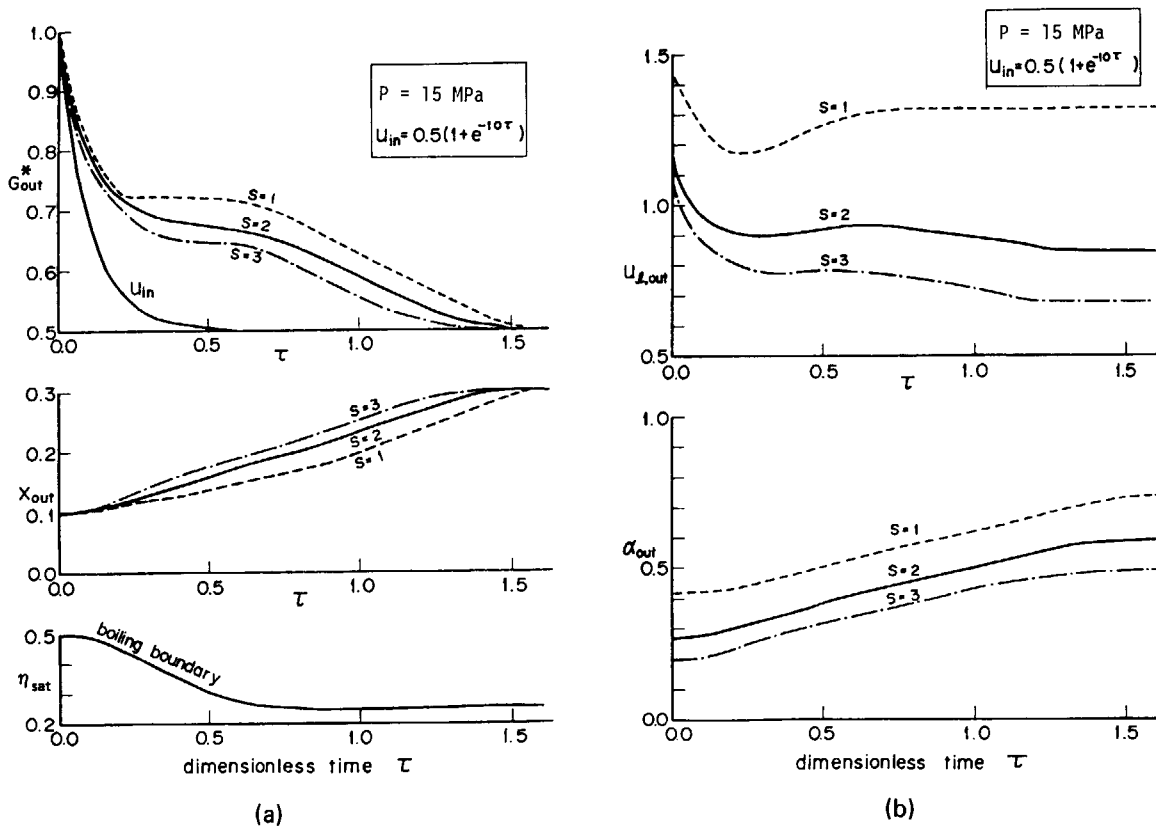 P = 15 MPa
u_in = 0.5(1+e^{-10τ})
1.0
0.9
0.8
G*_out
0.7
0.6
0.5
S=1
S=2
S=3
u_in
0.0 0.5 1.0 1.5
τ
0.3
0.2
X_out
0.1
0.0
S=3
S=2
S=1
0.0 0.5 1.0 1.5
τ
0.5
η_sat
0.2
boiling boundary
0.0 0.5 1.0 1.5
dimensionless time τ
(a)
P = 15 MPa
u_in = 0.5(1+e^{-10τ})
1.5
1.0
u_ℓ,out
0.5
S=1
S=2
S=3
0.0 0.5 1.0 1.5
τ
1.0
α_out
0.5
0.0
S=1
S=2
S=3
0.0 0.5 1.0 1.5
dimensionless time τ
(b)